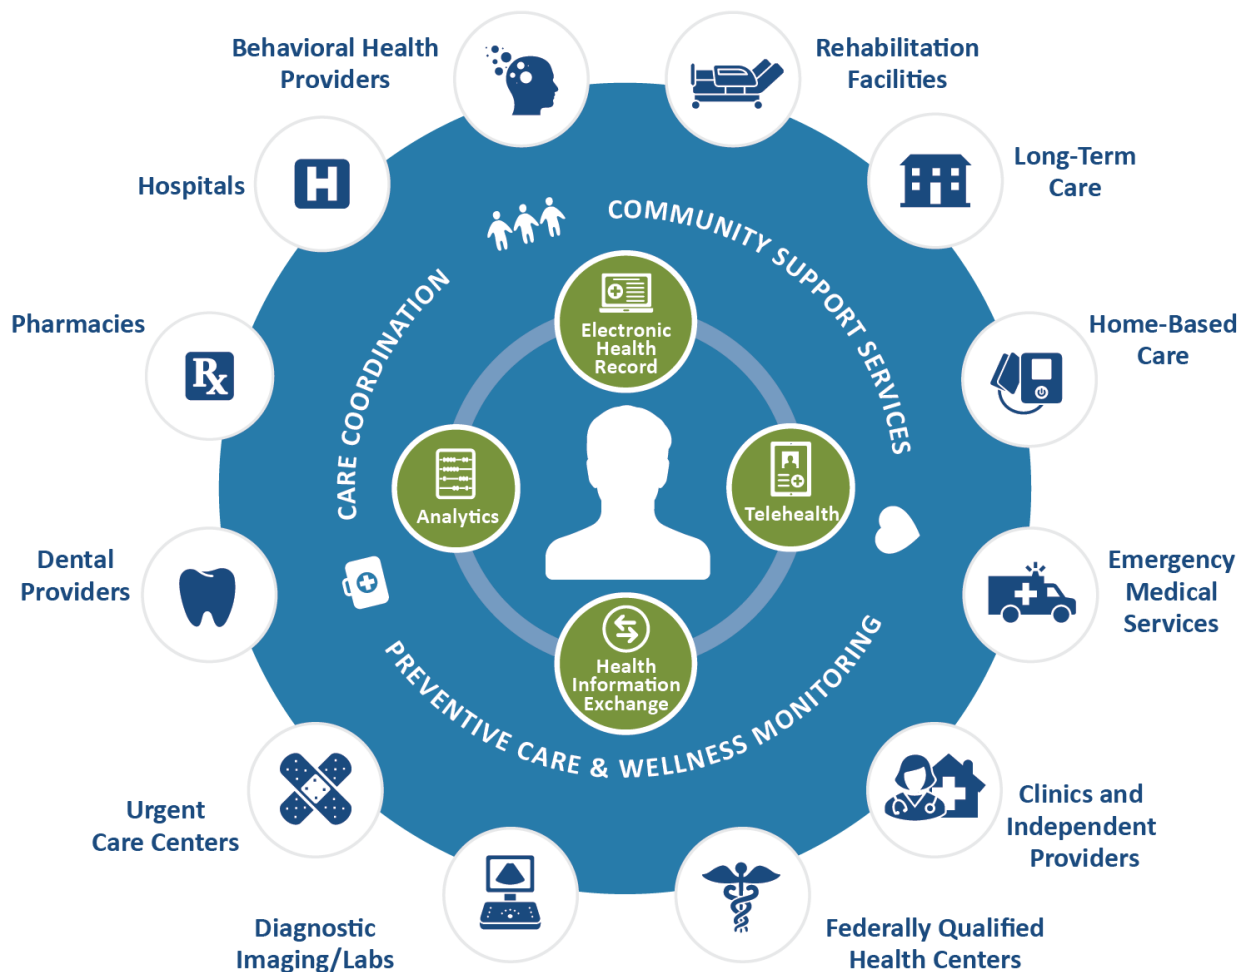 Behavioral Health
Providers
Rehabilitation
Facilities
Hospitals
H
Long-Term
Care
Pharmacies
Rx
Home-Based
Care
Dental
Providers
Emergency
Medical
Services
Urgent
Care Centers
Clinics and
Independent
Providers
Diagnostic
Imaging/Labs
Federally Qualified
Health Centers
COMMUNITY SUPPORT SERVICES
CARE COORDINATION
PREVENTIVE CARE & WELLNESS MONITORING
Electronic
Health
Record
Analytics
Telehealth
Health
Information
Exchange